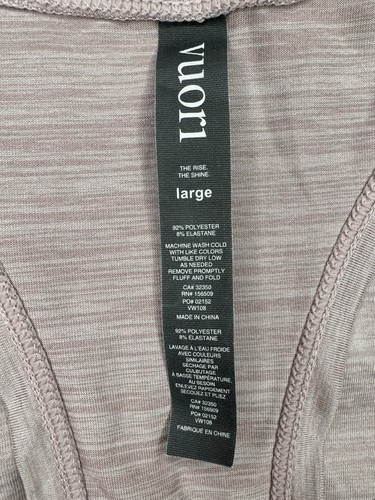 vuori
THE RISE.
THE SHINE.
large
92% POLYESTER
8% ELASTANE
MACHINE WASH COLD
WITH LIKE COLORS
TUMBLE DRY LOW
AS NEEDED
REMOVE PROMPTLY
FLUFF AND FOLD
CA# 32350
RN# 156509
PO# 02152
VW108
MADE IN CHINA
92% POLYESTER
8% ELASTANE
LAVAGE À L'EAU FROIDE
AVEC COULEURS
SIMILAIRES
SÉCHAGE PAR
CULBUTAGE
À BASSE TEMPÉRATURE,
AU BESOIN
ENLEVEZ RAPIDEMENT
SECOUEZ ET PLIEZ
CA# 32350
RN# 156509
PO# 02152
VW108
FABRIQUÉ EN CHINE